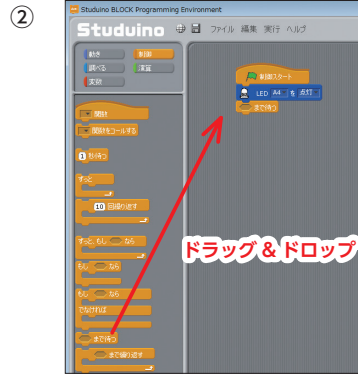 ②
Studuino BLOCK Programming Environment
Studuino ファイル 編集 実行 ヘルプ
動き 制御
調べる 演算
変数
制御スタート
LED A4 を 点灯
まで待つ
関数
関数をコールする
1 秒待つ
ずっと
10 回繰り返す
ずっと、もし なら
もし なら
もし なら
でなければ
まで待つ
まで繰り返す
ドラッグ & ドロップ